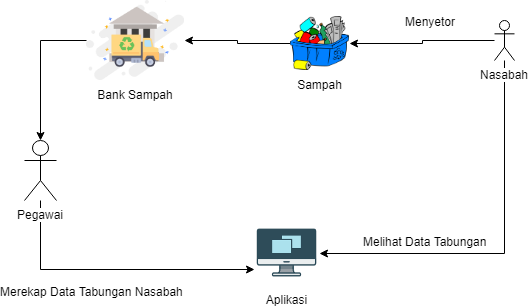 Menyetor
Nasabah
Sampah
Bank Sampah
Pegawai
Melihat Data Tabungan
Merekap Data Tabungan Nasabah
Aplikasi